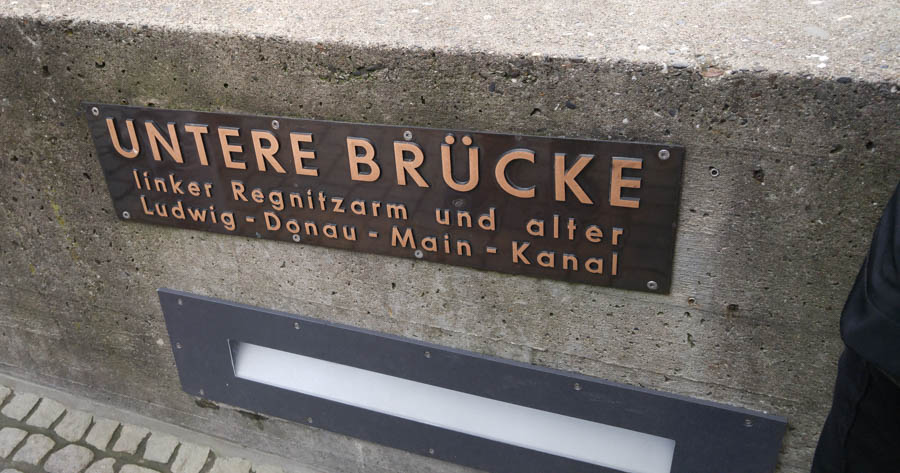 UNTERE BRÜCKE
linker Regnitzarm und alter
Ludwig-Donau-Main-Kanal